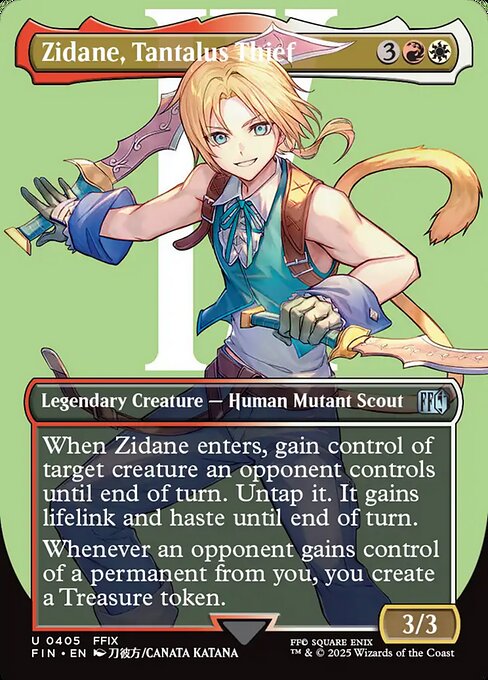 Zidane, Tantalus Thief 3
IX
Legendary Creature — Human Mutant Scout
When Zidane enters, gain control of
target creature an opponent controls
until end of turn. Untap it. It gains
lifelink and haste until end of turn.
Whenever an opponent gains control
of a permanent from you, you create
a Treasure token.
3/3
U 0405 FFIX
FIN • EN 刀彼方/CANATA KATANA
FF© SQUARE ENIX
™ & © 2025 Wizards of the Coast